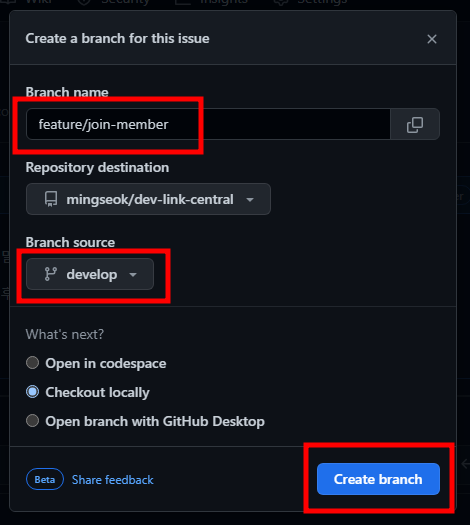 Wiki Security Insights Settings
Create a branch for this issue
Branch name
feature/join-member
Repository destination
mingseok/dev-link-central
Branch source
develop
What's next?
Open in codespace
Checkout locally
Open branch with GitHub Desktop
Beta Share feedback
Create branch